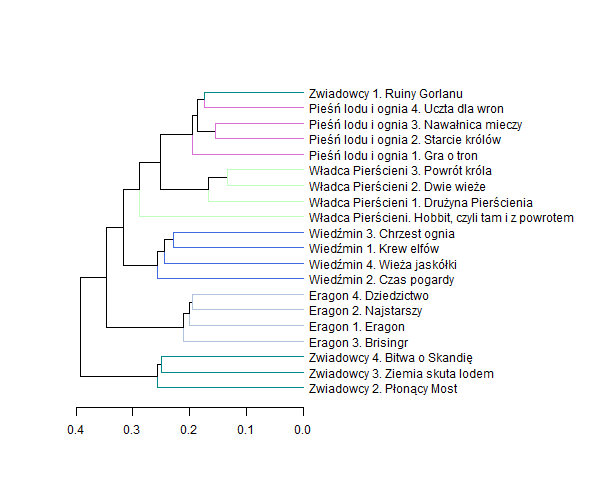 Zwiadowcy 1. Ruiny Gorlanu
Pieśń lodu i ognia 4. Uczta dla wron
Pieśń lodu i ognia 3. Nawałnica mieczy
Pieśń lodu i ognia 2. Starcie królów
Pieśń lodu i ognia 1. Gra o tron
Władca Pierścieni 3. Powrót króla
Władca Pierścieni 2. Dwie wieże
Władca Pierścieni 1. Drużyna Pierścienia
Władca Pierścieni. Hobbit, czyli tam i z powrotem
Wiedźmin 3. Chrzest ognia
Wiedźmin 1. Krew elfów
Wiedźmin 4. Wieża jaskółki
Wiedźmin 2. Czas pogardy
Eragon 4. Dziedzictwo
Eragon 2. Najstarszy
Eragon 1. Eragon
Eragon 3. Brisingr
Zwiadowcy 4. Bitwa o Skandię
Zwiadowcy 3. Ziemia skuta lodem
Zwiadowcy 2. Płonący Most
0.4 0.3 0.2 0.1 0.0